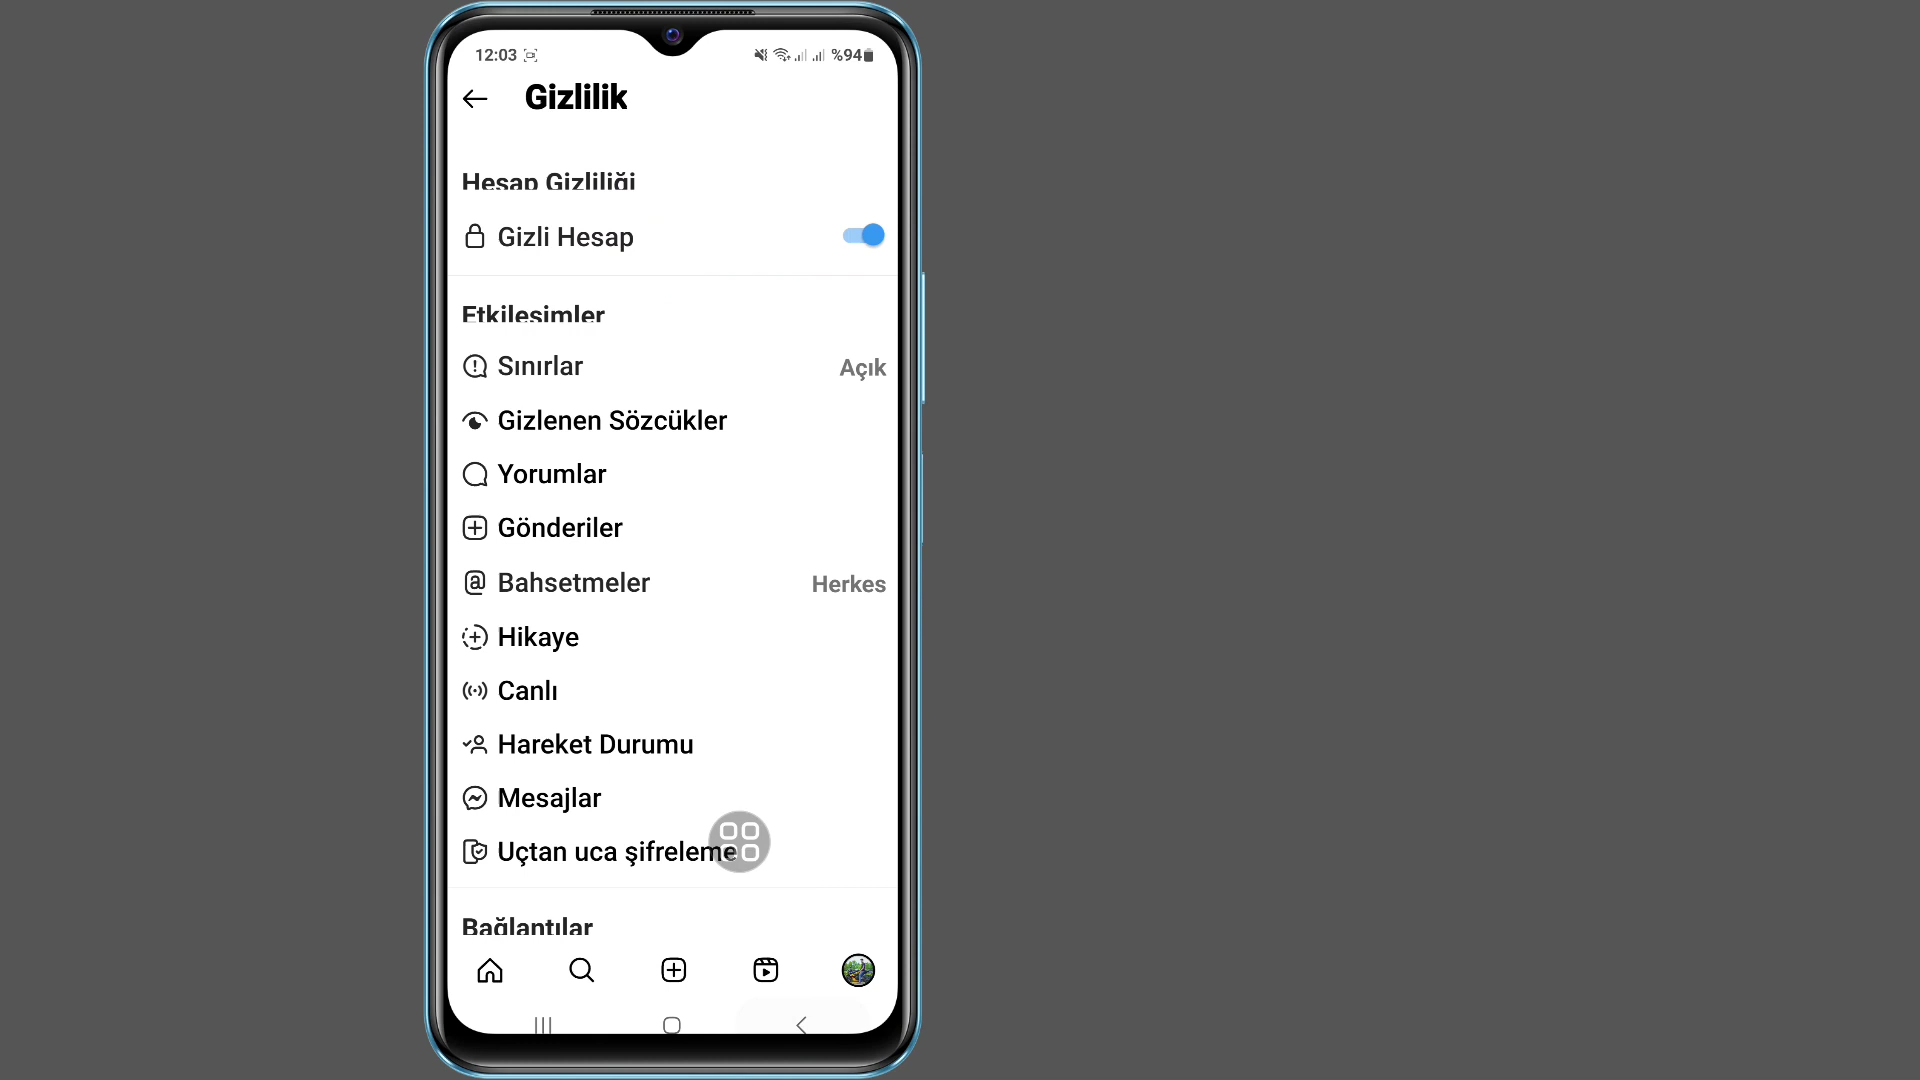 12:03 %94
Gizlilik
Hesap Gizliliği
Gizli Hesap
Etkileşimler
Sınırlar Açık
Gizlenen Sözcükler
Yorumlar
Gönderiler
Bahsetmeler Herkes
Hikaye
Canlı
Hareket Durumu
Mesajlar
Uçtan uca şifreleme
Bağlantılar